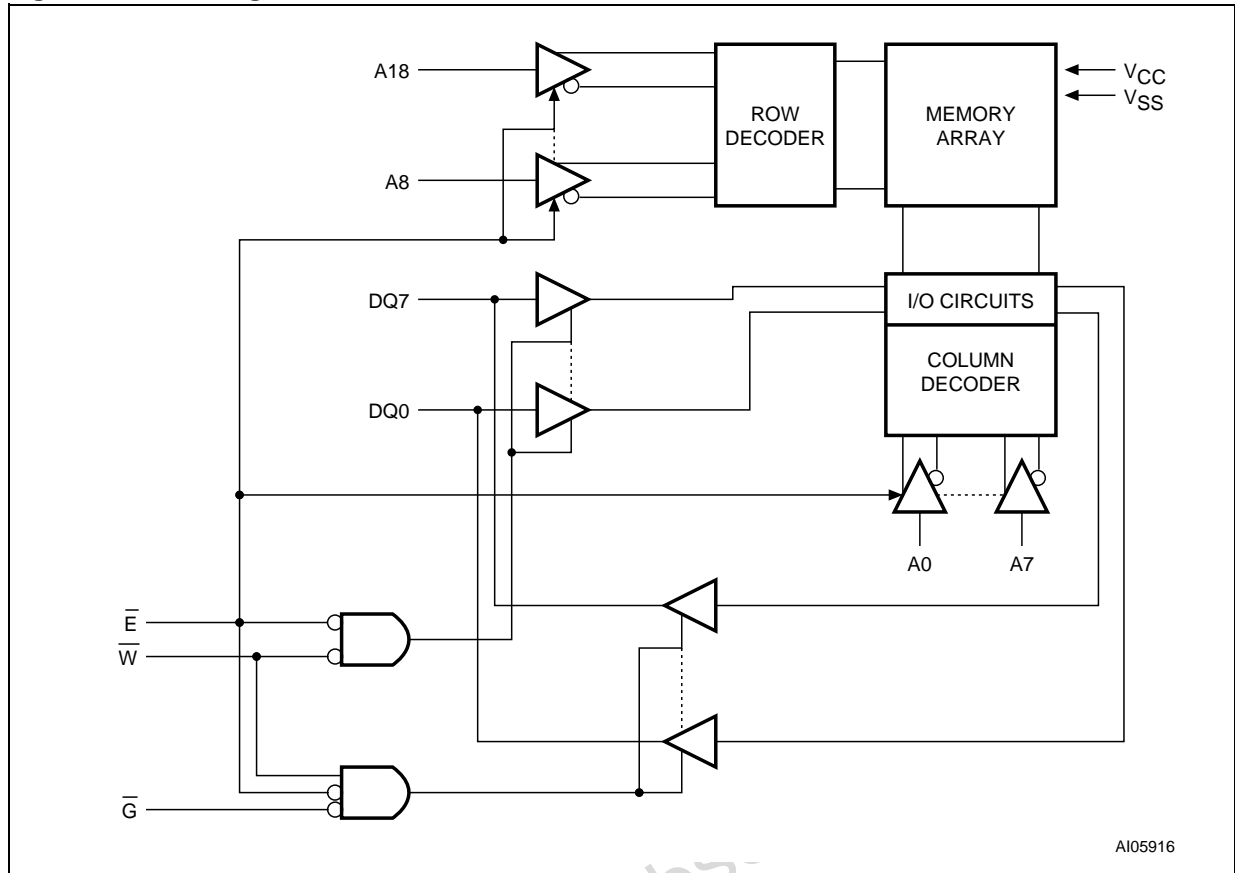 A18
ROW
DECODER
MEMORY
ARRAY
VCC
VSS
A8
DQ7
I/O CIRCUITS
COLUMN
DECODER
DQ0
A0
A7
E̅
W̅
G̅
AI05916